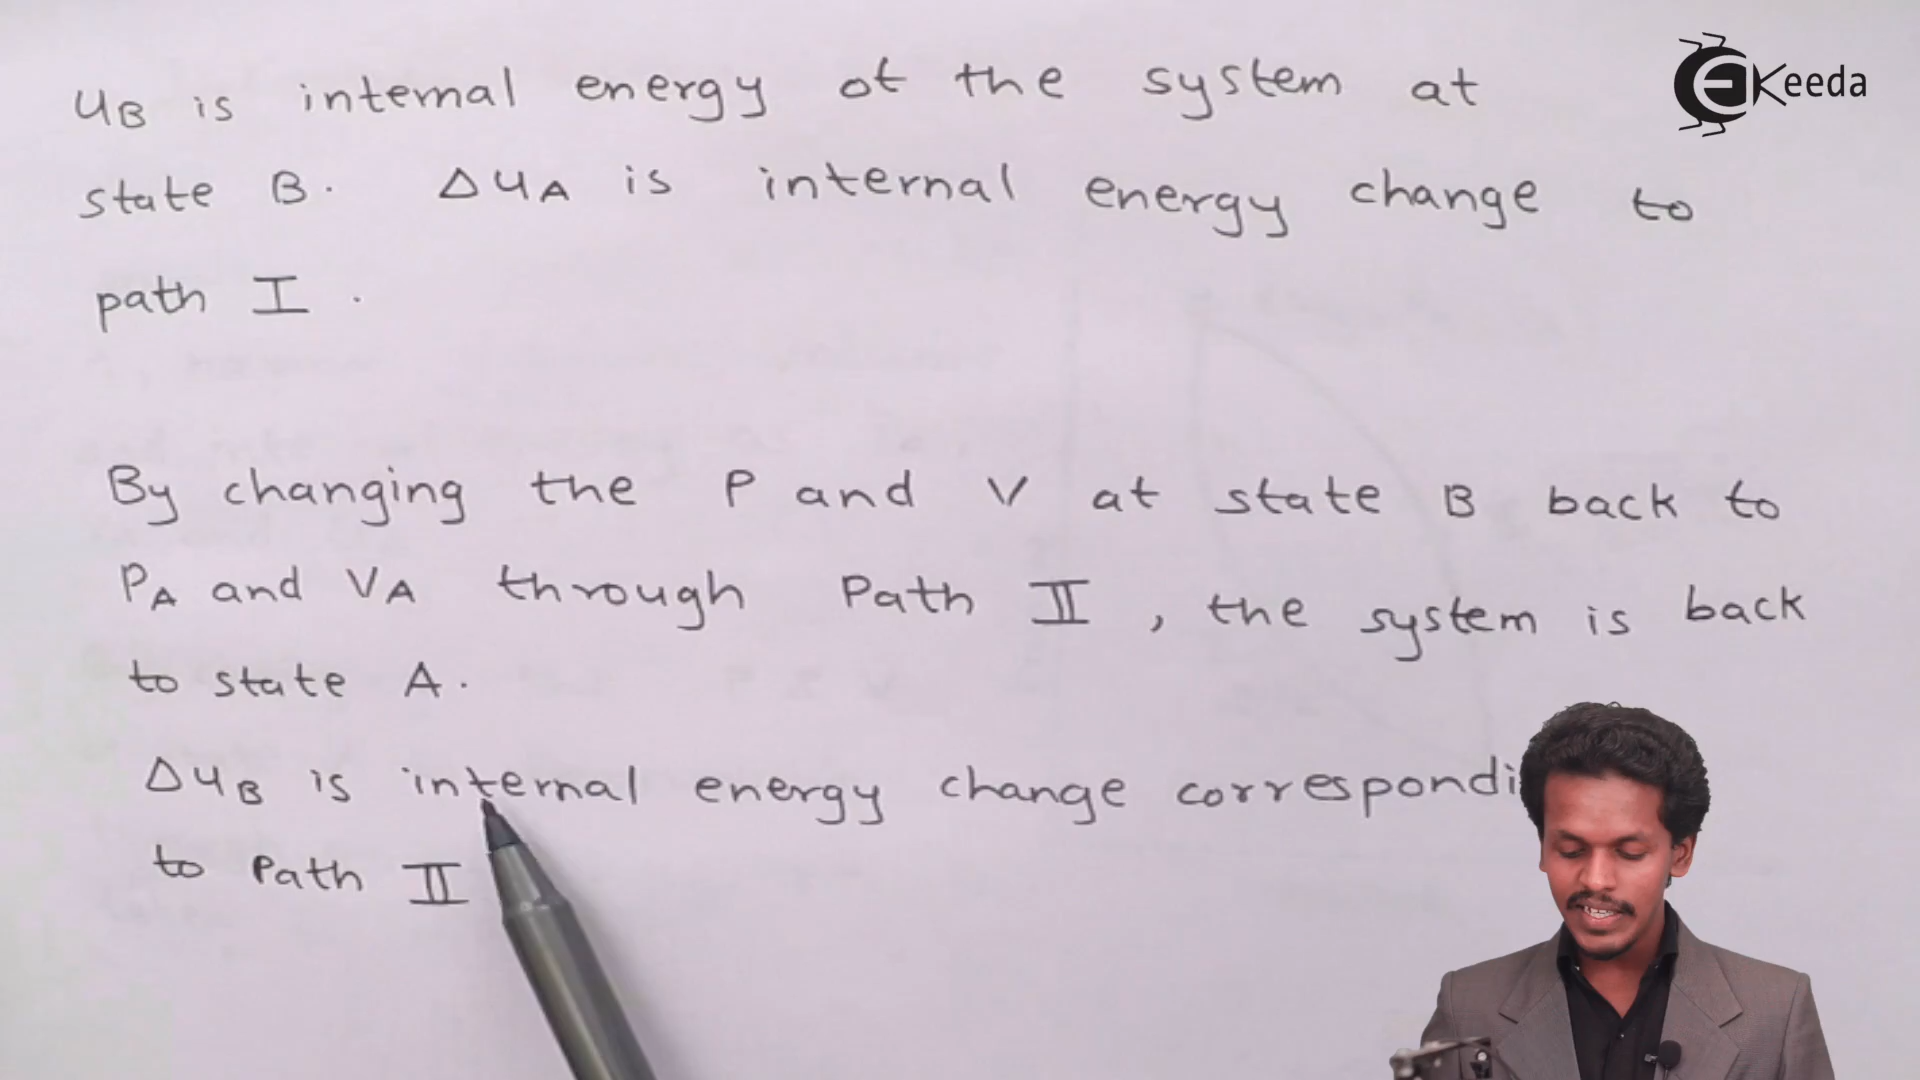 UB is internal energy of the system at
state B. ΔUA is internal energy change to
path I.
By changing the P and V at state B back to
PA and VA through Path II, the system is back
to state A.
ΔUB is internal energy change correspondi
to Path II
EKeeda